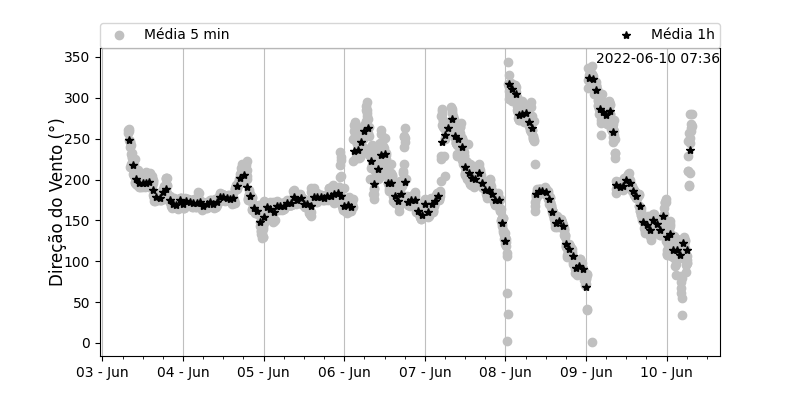 Média 5 min
Média 1h
2022-06-10 07:36
Direção do Vento (°)
350
300
250
200
150
100
50
0
03 - Jun
04 - Jun
05 - Jun
06 - Jun
07 - Jun
08 - Jun
09 - Jun
10 - Jun